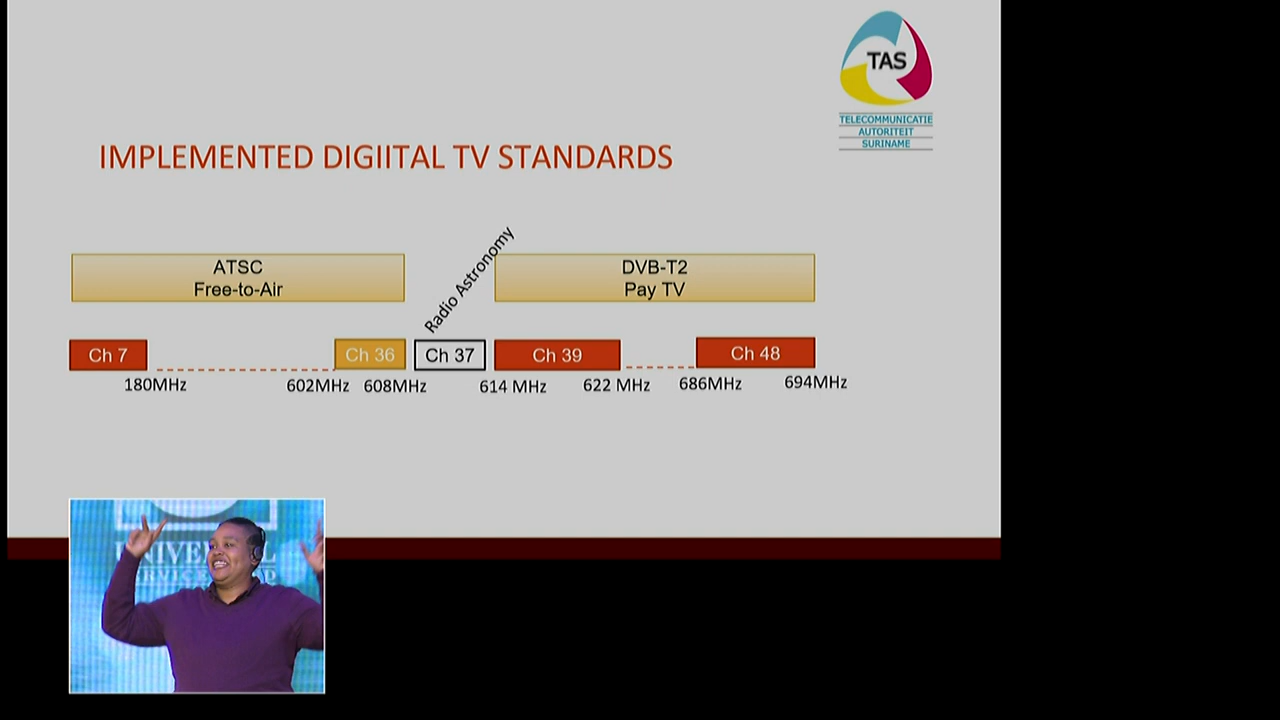 TAS
TELECOMMUNICATIE
AUTORITEIT
SURINAME
IMPLEMENTED DIGIITAL TV STANDARDS
ATSC
Free-to-Air
Radio Astronomy
DVB-T2
Pay TV
Ch 7
Ch 36
Ch 37
Ch 39
Ch 48
180MHz
602MHz
608MHz
614 MHz
622 MHz
686MHz
694MHz